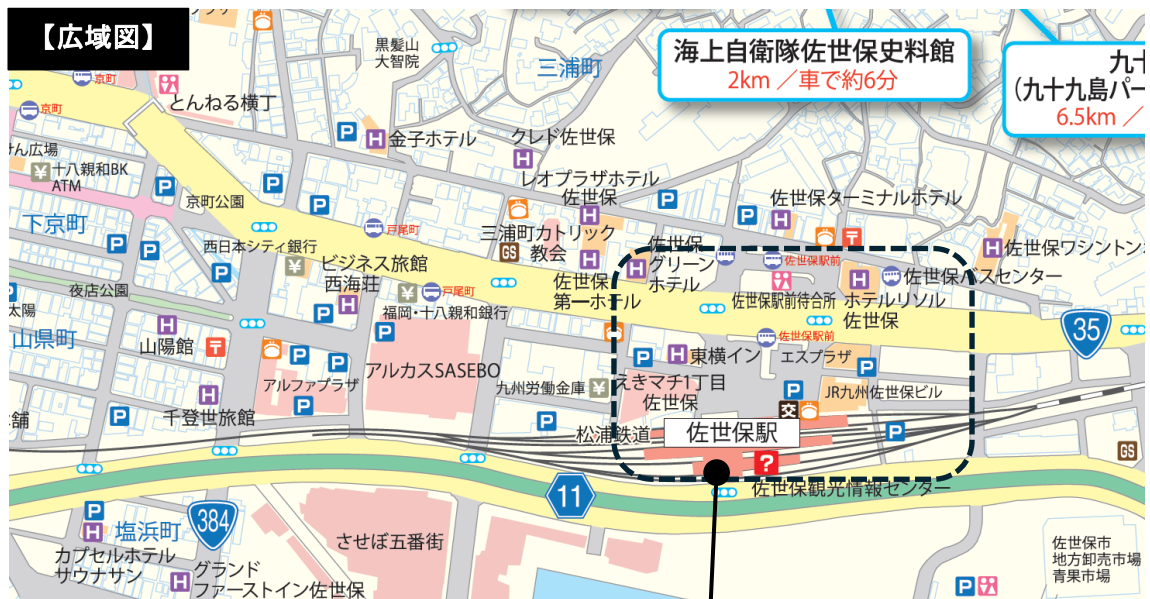 【広域図】
黒髪山
大智院
三浦町
海上自衛隊佐世保史料館
2km／車で約6分
九十
(九十九島パー
6.5km／
京町
京町
とんねる横丁
P
H
金子ホテル
クレド佐世保
H
けん広場
¥
十八親和BK
ATM
P
P
京町公園
P
レオプラザホテル
佐世保
H
P
P
佐世保ターミナルホテル
H
下京町
P
P
西日本シティ銀行
¥
P
戸尾町
三浦町カトリック
教会
GS
H
佐世保
第一ホテル
佐世保
グリーン
ホテル
H
佐世保駅前
〒
H
佐世保ワシントンホ
佐世保バスセンター
ビジネス旅館
西海荘
H
P
¥
戸尾町
福岡・十八親和銀行
佐世保駅前待合所
H
ホテルリソル
佐世保
夜店公園
太陽
山県町
H
山陽館
〒
P
P
P
アルファプラザ
P
アルカスSASEBO
佐世保駅前
35
P
H
東横イン
エスプラザ
P
九州労働金庫
¥
えきマチ1丁目
佐世保
P
JR九州佐世保ビル
交
H
千登世旅館
P
舗
P
松浦鉄道
佐世保駅
P
?
GS
佐世保観光情報センター
11
384
P
H
塩浜町
カプセルホテル
サウナサン
H
グランド
ファーストイン佐世保
させぼ五番街
佐世保市
地方卸売市場
青果市場
P